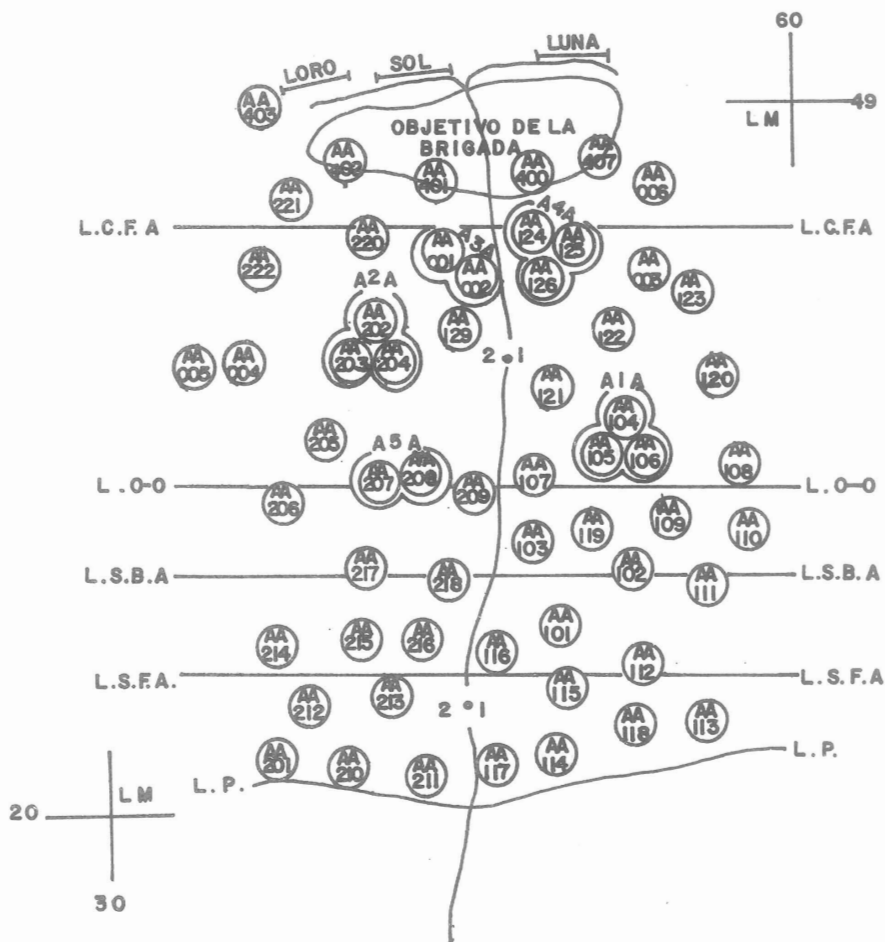 60
LUNA
SOL
LORO
AA 403
49
LM
OBJETIVO DE LA
BRIGADA
AA 402
AA 401
AA 400
AA 407
AA 006
AA 221
A4A
L.C.F.A
AA 220
AA 001
A3A
AA 124
AA 125
L.C.F.A
AA 222
AA 002
AA 126
AA 003
AA 123
A2A
AA 202
AA 129
AA 122
AA 005
AA 004
AA 203
AA 204
2 1
AA 121
AA 120
A1A
AA 104
AA 205
A5A
AA 105
AA 106
AA 108
L.O-O
AA 206
AA 207
AA 208
AA 209
AA 107
L.O-O
AA 103
AA 119
AA 109
AA 110
L.S.B.A
AA 217
AA 218
AA 102
AA 111
L.S.B.A
AA 214
AA 215
AA 216
AA 116
AA 101
AA 112
L.S.F.A.
AA 212
AA 213
2 1
AA 115
AA 118
AA 113
L.S.F.A
AA 201
AA 210
AA 211
AA 117
AA 114
L.P.
L.P.
20
LM
30